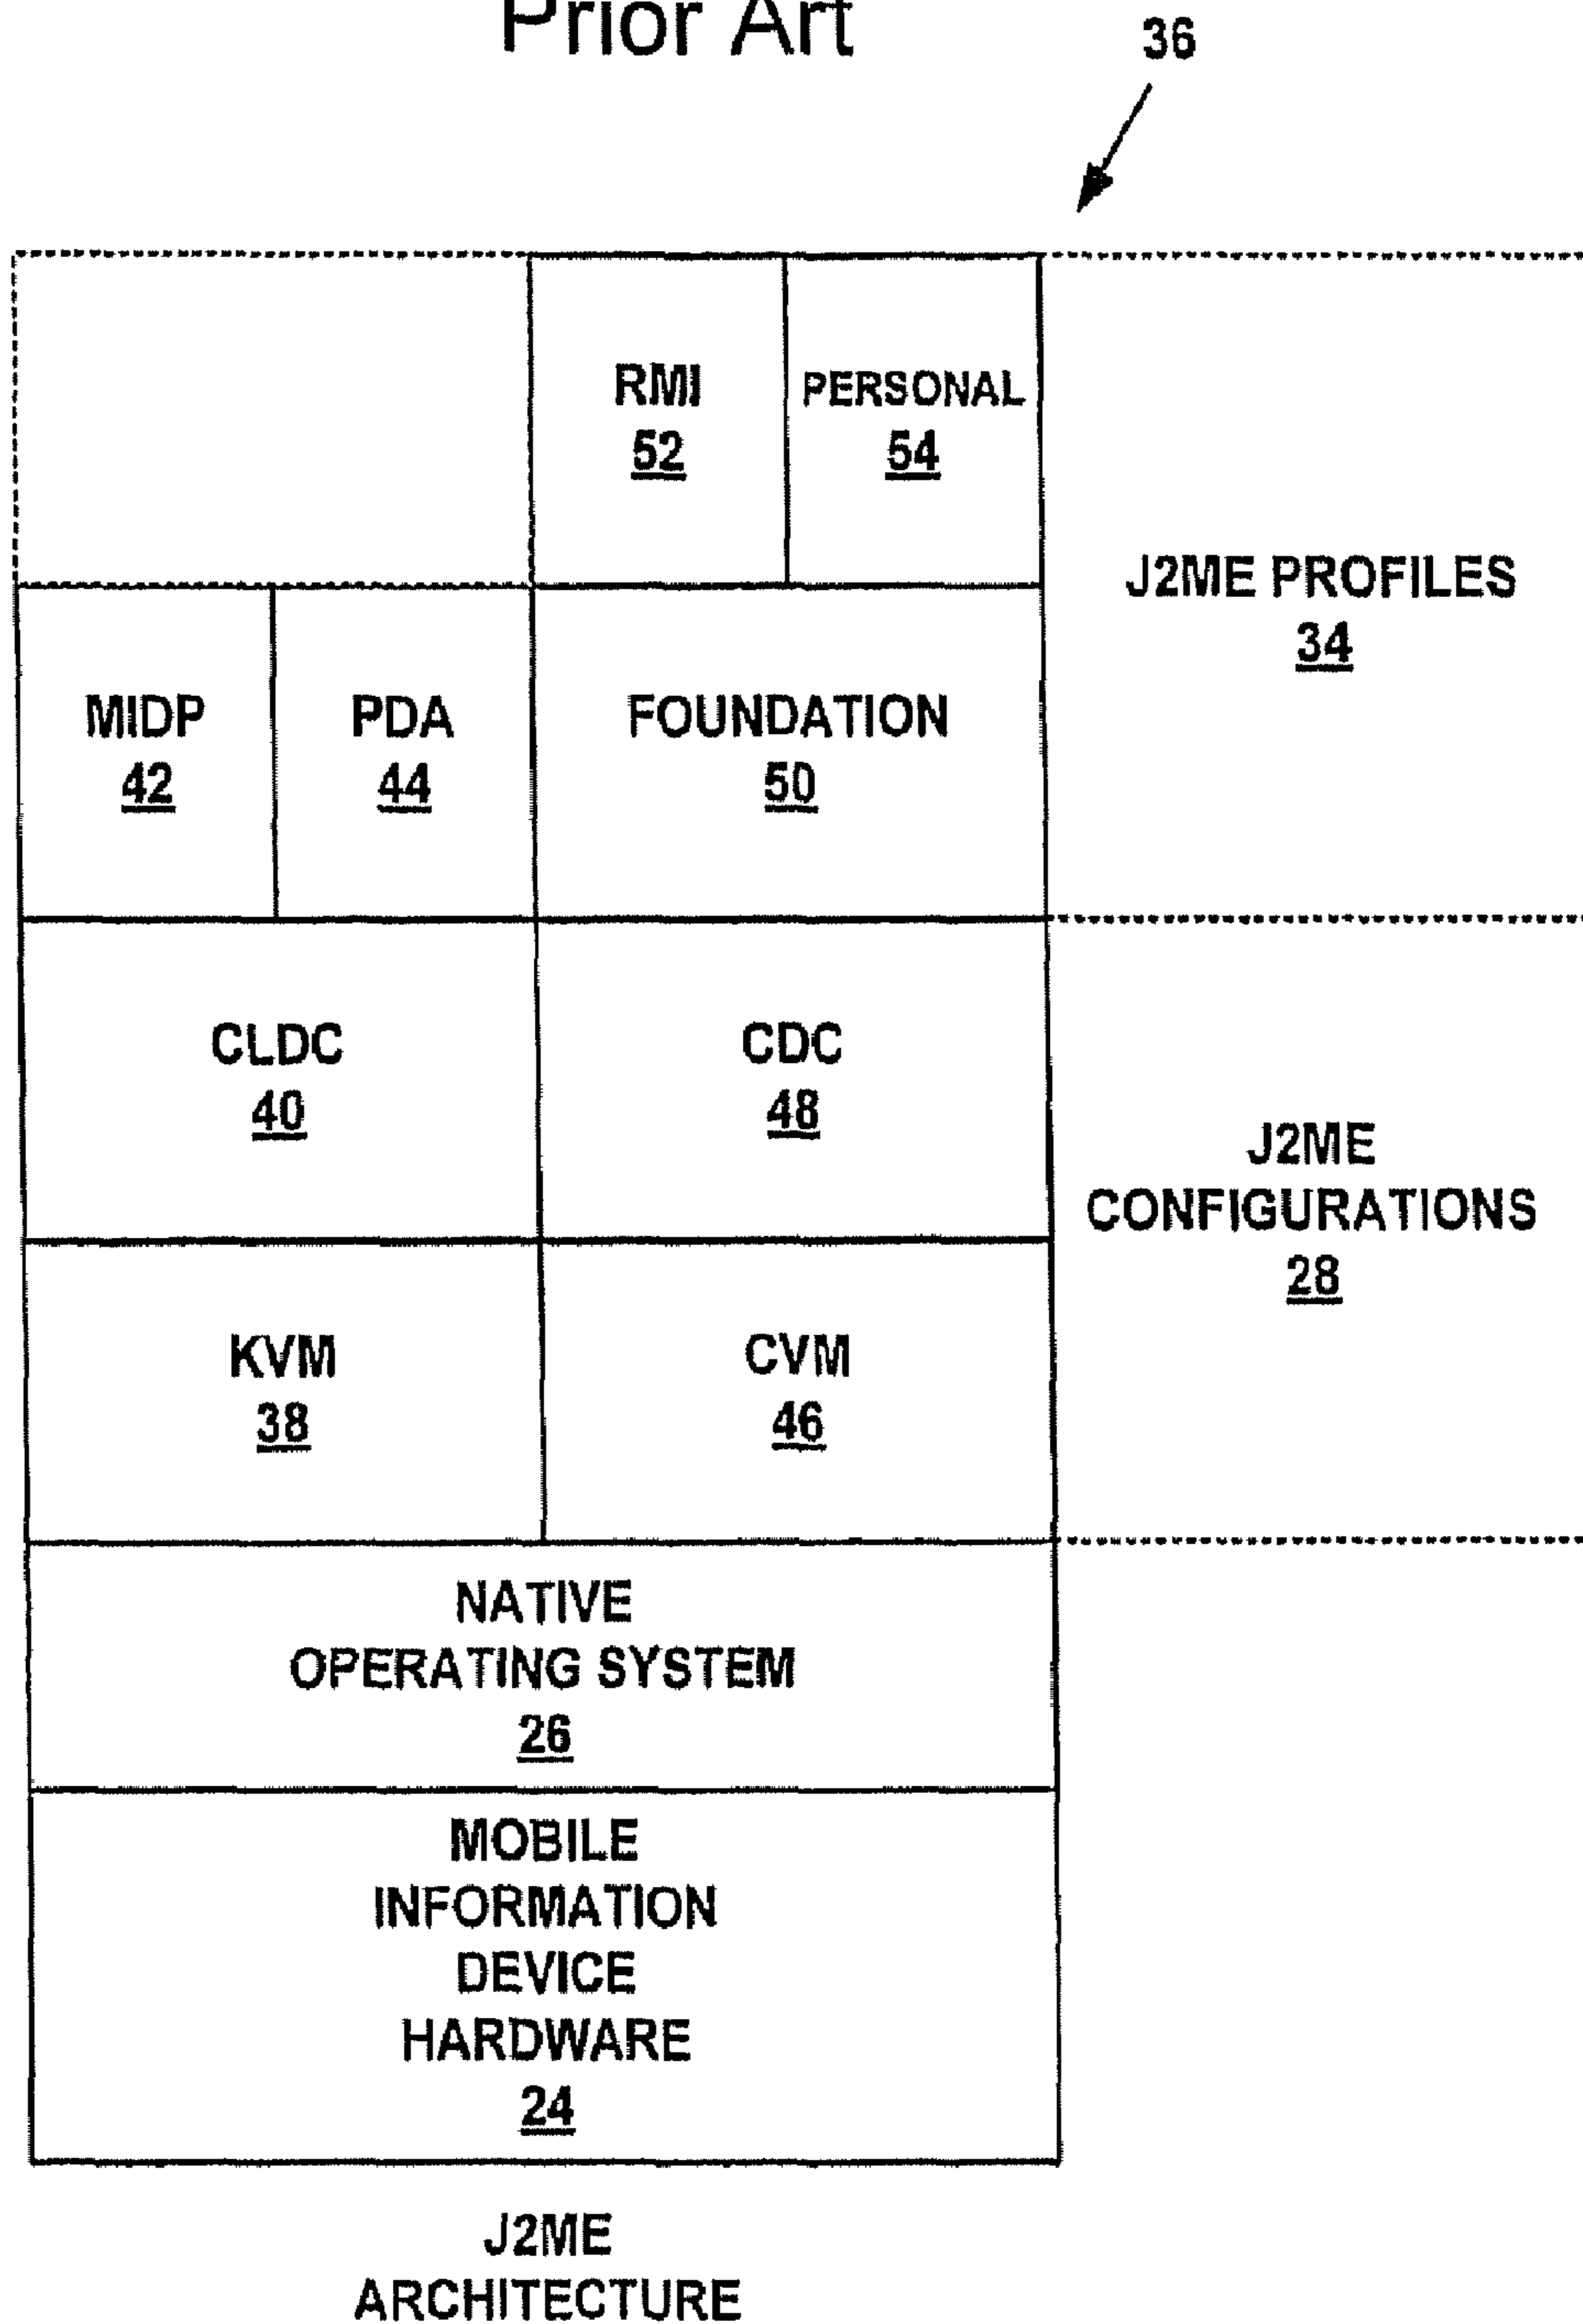 Prior Art
36
RMI
52
PERSONAL
54
J2ME PROFILES
34
MIDP
42
PDA
44
FOUNDATION
50
CLDC
40
CDC
48
J2ME
CONFIGURATIONS
28
KVM
38
CVM
46
NATIVE
OPERATING SYSTEM
26
MOBILE
INFORMATION
DEVICE
HARDWARE
24
J2ME
ARCHITECTURE